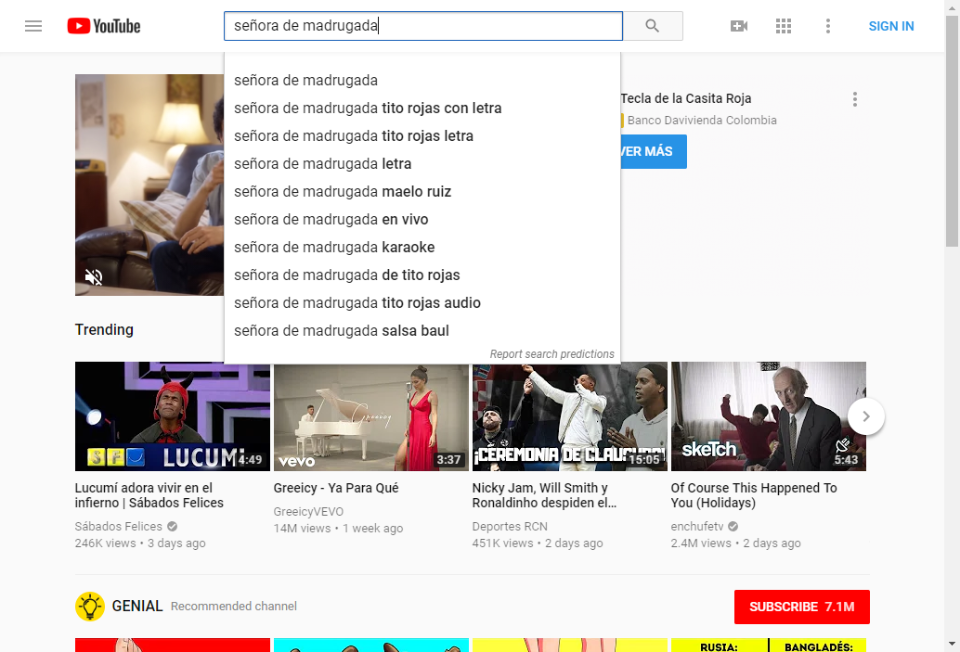 YouTube
señora de madrugada
SIGN IN
señora de madrugada
señora de madrugada tito rojas con letra
señora de madrugada tito rojas letra
señora de madrugada letra
señora de madrugada maelo ruiz
señora de madrugada en vivo
señora de madrugada karaoke
señora de madrugada de tito rojas
señora de madrugada tito rojas audio
señora de madrugada salsa baul
Report search predictions
Tecla de la Casita Roja
Banco Davivienda Colombia
VER MÁS
Trending
SF LUCUMÍ
4:49
Greeicy
vevo
3:37
¡CEREMONIA DE CLAUSURA!
15:05
skeTch
5:43
Lucumí adora vivir en el
infierno | Sábados Felices
Sábados Felices
246K views • 3 days ago
Greeicy - Ya Para Qué
GreeicyVEVO
14M views • 1 week ago
Nicky Jam, Will Smith y
Ronaldinho despiden el...
Deportes RCN
451K views • 2 days ago
Of Course This Happened To
You (Holidays)
enchufetv
2.4M views • 2 days ago
GENIAL Recommended channel
SUBSCRIBE 7.1M
RUSIA: BANGLADÉS: